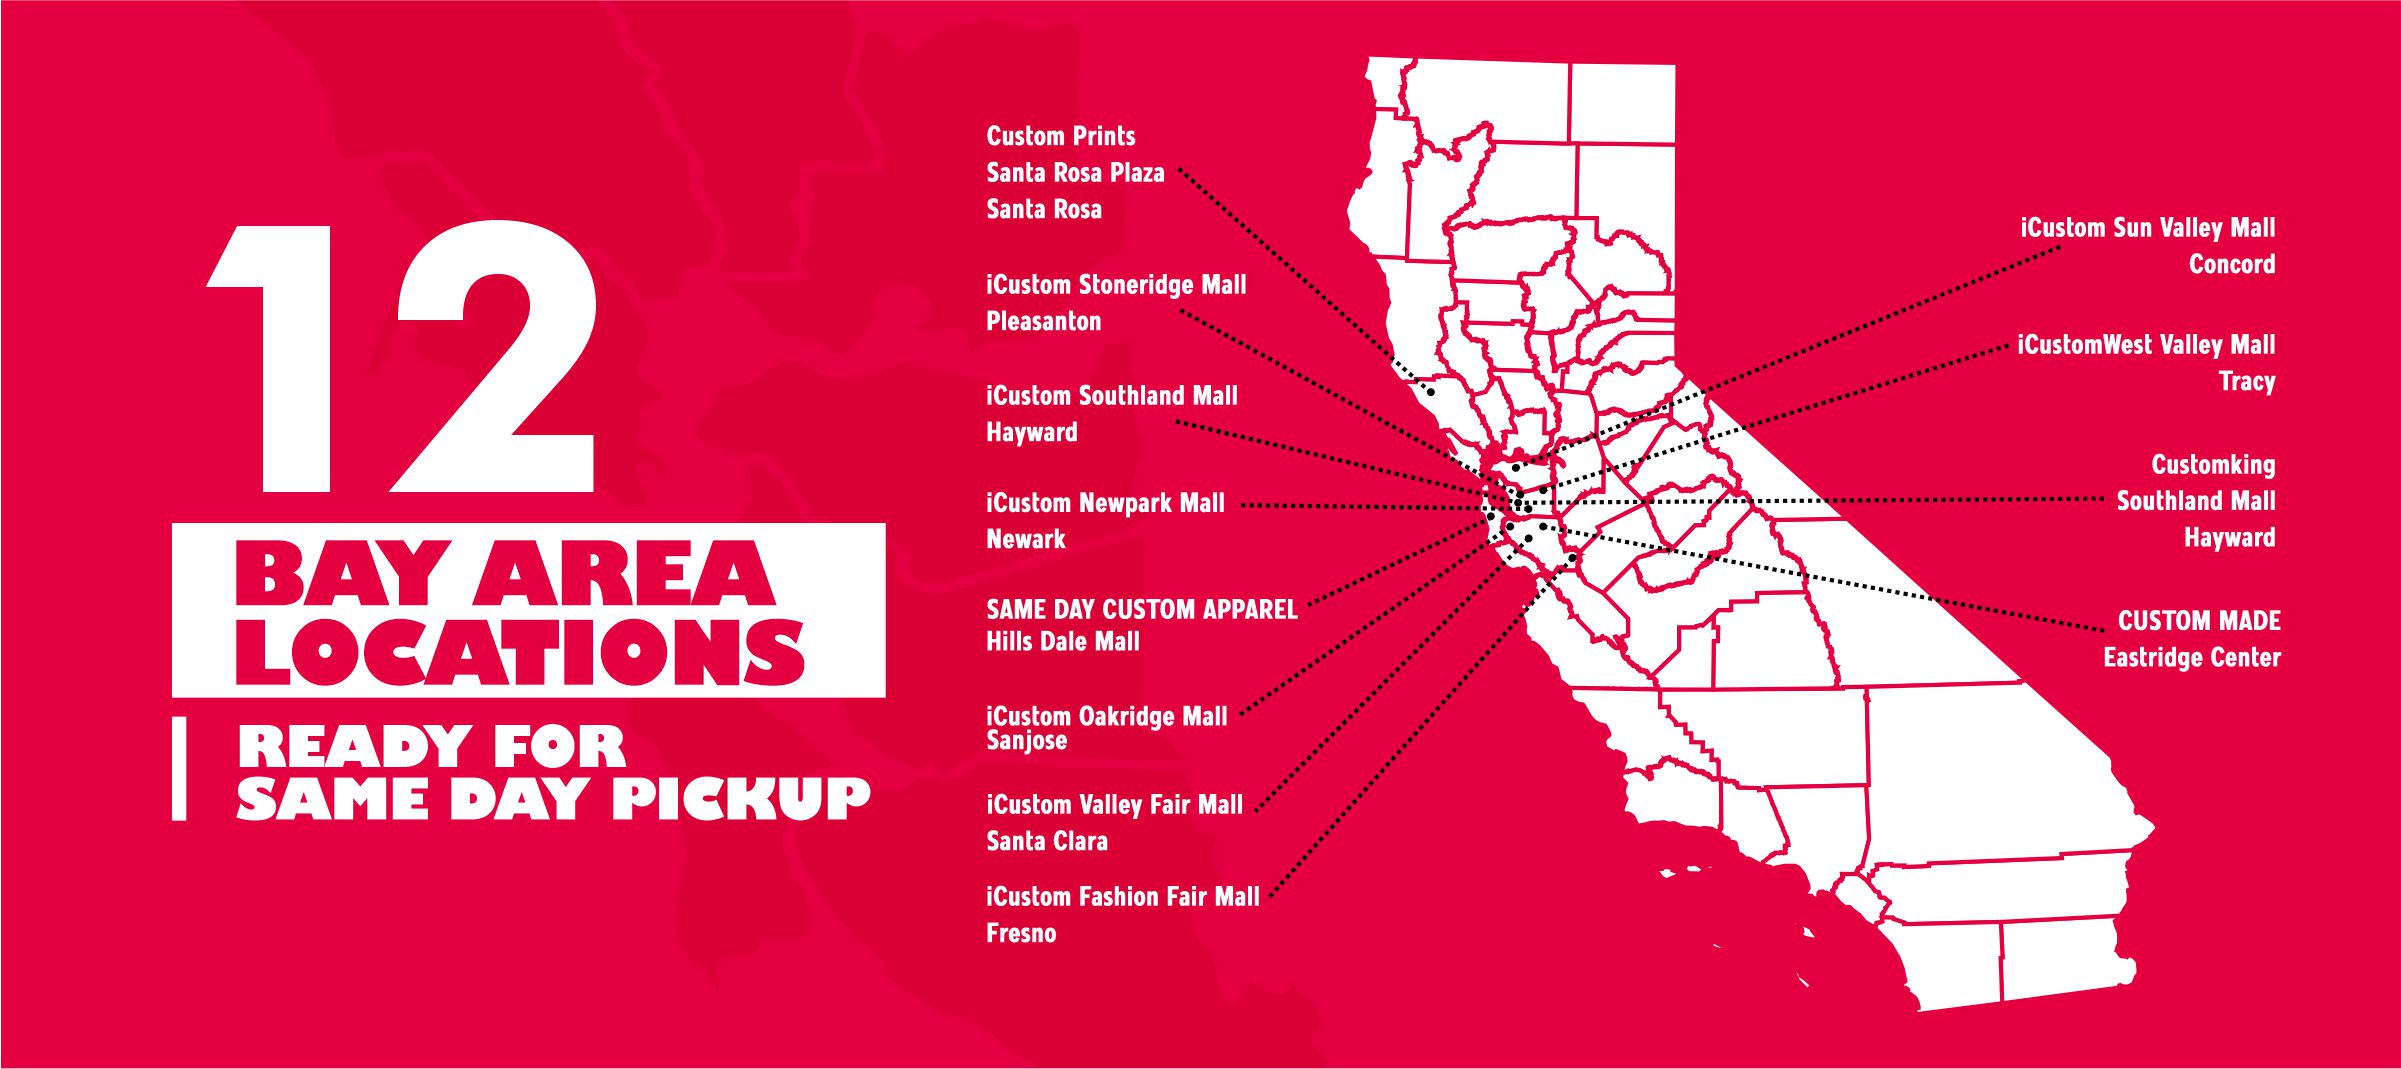 12
BAY AREA
LOCATIONS
READY FOR
SAME DAY PICKUP
Custom Prints
Santa Rosa Plaza
Santa Rosa
iCustom Stoneridge Mall
Pleasanton
iCustom Southland Mall
Hayward
iCustom Newpark Mall
Newark
SAME DAY CUSTOM APPAREL
Hills Dale Mall
iCustom Oakridge Mall
Sanjose
iCustom Valley Fair Mall
Santa Clara
iCustom Fashion Fair Mall
Fresno
iCustom Sun Valley Mall
Concord
iCustomWest Valley Mall
Tracy
Customking
Southland Mall
Hayward
CUSTOM MADE
Eastridge Center